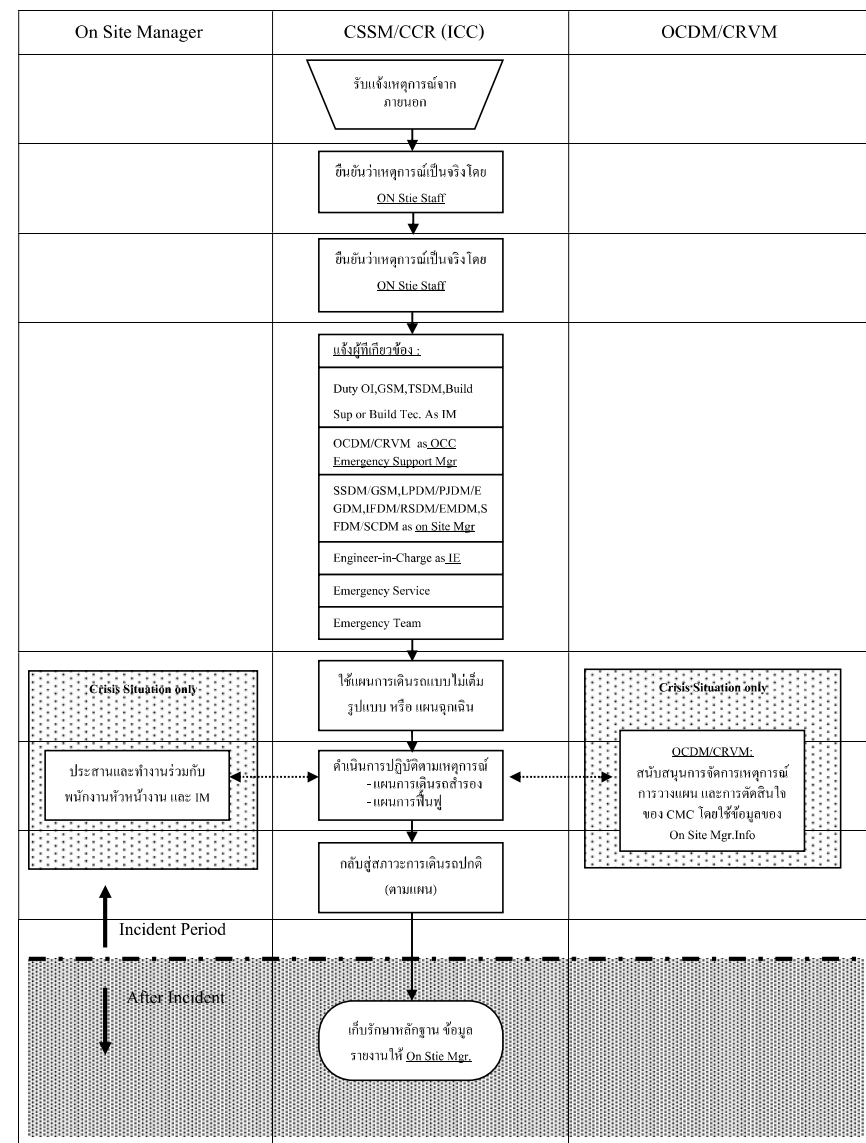 On Site Manager
CSSM/CCR (ICC)
OCDM/CRVM
รับแจ้งเหตุการณ์จาก
ภายนอก
ยืนยันว่าเหตุการณ์เป็นจริงโดย
ON Stie Staff
ยืนยันว่าเหตุการณ์เป็นจริงโดย
ON Stie Staff
แจ้งผู้ที่เกี่ยวข้อง :
Duty OI,GSM,TSDM,Build
Sup or Build Tec. As IM
OCDM/CRVM as OCC
Emergency Support Mgr
SSDM/GSM,LPDM/PJDM/E
GDM,IFDM/RSDM/EMDM,S
FDM/SCDM as on Site Mgr
Engineer-in-Charge as IE
Emergency Service
Emergency Team
ใช้แผนการเดินรถแบบไม่เต็ม
รูปแบบ หรือ แผนฉุกเฉิน
Crisis Situation only
ประสานและทำงานร่วมกับ
พนักงานหัวหน้างาน และ IM
ดำเนินการปฏิบัติตามเหตุการณ์
-แผนการเดินรถสำรอง
-แผนการฟื้นฟู
Crisis Situation only
OCDM/CRVM:
สนับสนุนการจัดการเหตุการณ์
การวางแผน และการตัดสินใจ
ของ CMC โดยใช้ข้อมูลของ
On Site Mgr.Info
กลับสู่สภาวะการเดินรถปกติ
(ตามแผน)
Incident Period
After Incident
เก็บรักษาหลักฐาน ข้อมูล
รายงานให้ On Stie Mgr.